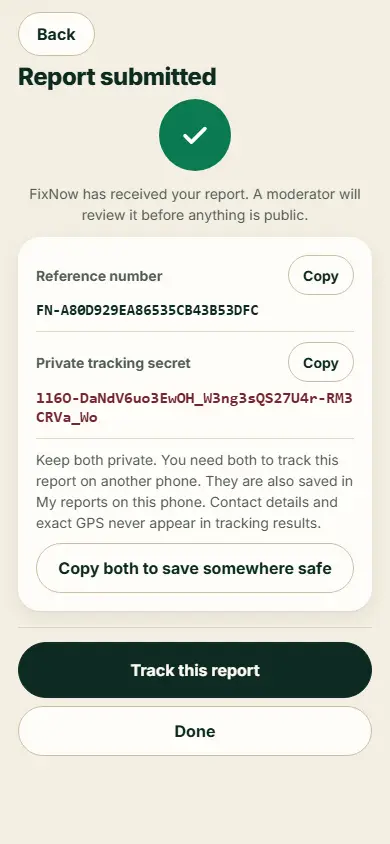 Back
Report submitted
FixNow has received your report. A moderator will
review it before anything is public.
Reference number
Copy
FN-A80D929EA86535CB43B53DFC
Private tracking secret
Copy
116O-DaNdV6uo3EwOH_W3ng3sQS27U4r-RM3
CRVa_Wo
Keep both private. You need both to track this
report on another phone. They are also saved in
My reports on this phone. Contact details and
exact GPS never appear in tracking results.
Copy both to save somewhere safe
Track this report
Done